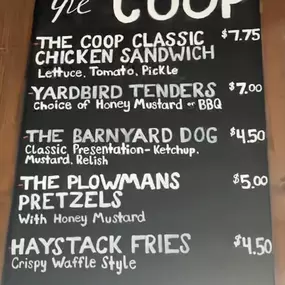 The COOP
THE COOP CLASSIC $7.75
CHICKEN SANDWICH
Lettuce, Tomato, Pickle
YARDBIRD TENDERS $7.00
Choice of Honey Mustard or BBQ
THE BARNYARD DOG $4.50
Classic Presentation- Ketchup,
Mustard, Relish
THE PLOWMANS $5.00
PRETZELS
With Honey Mustard
HAYSTACK FRIES $4.50
Crispy Waffle Style